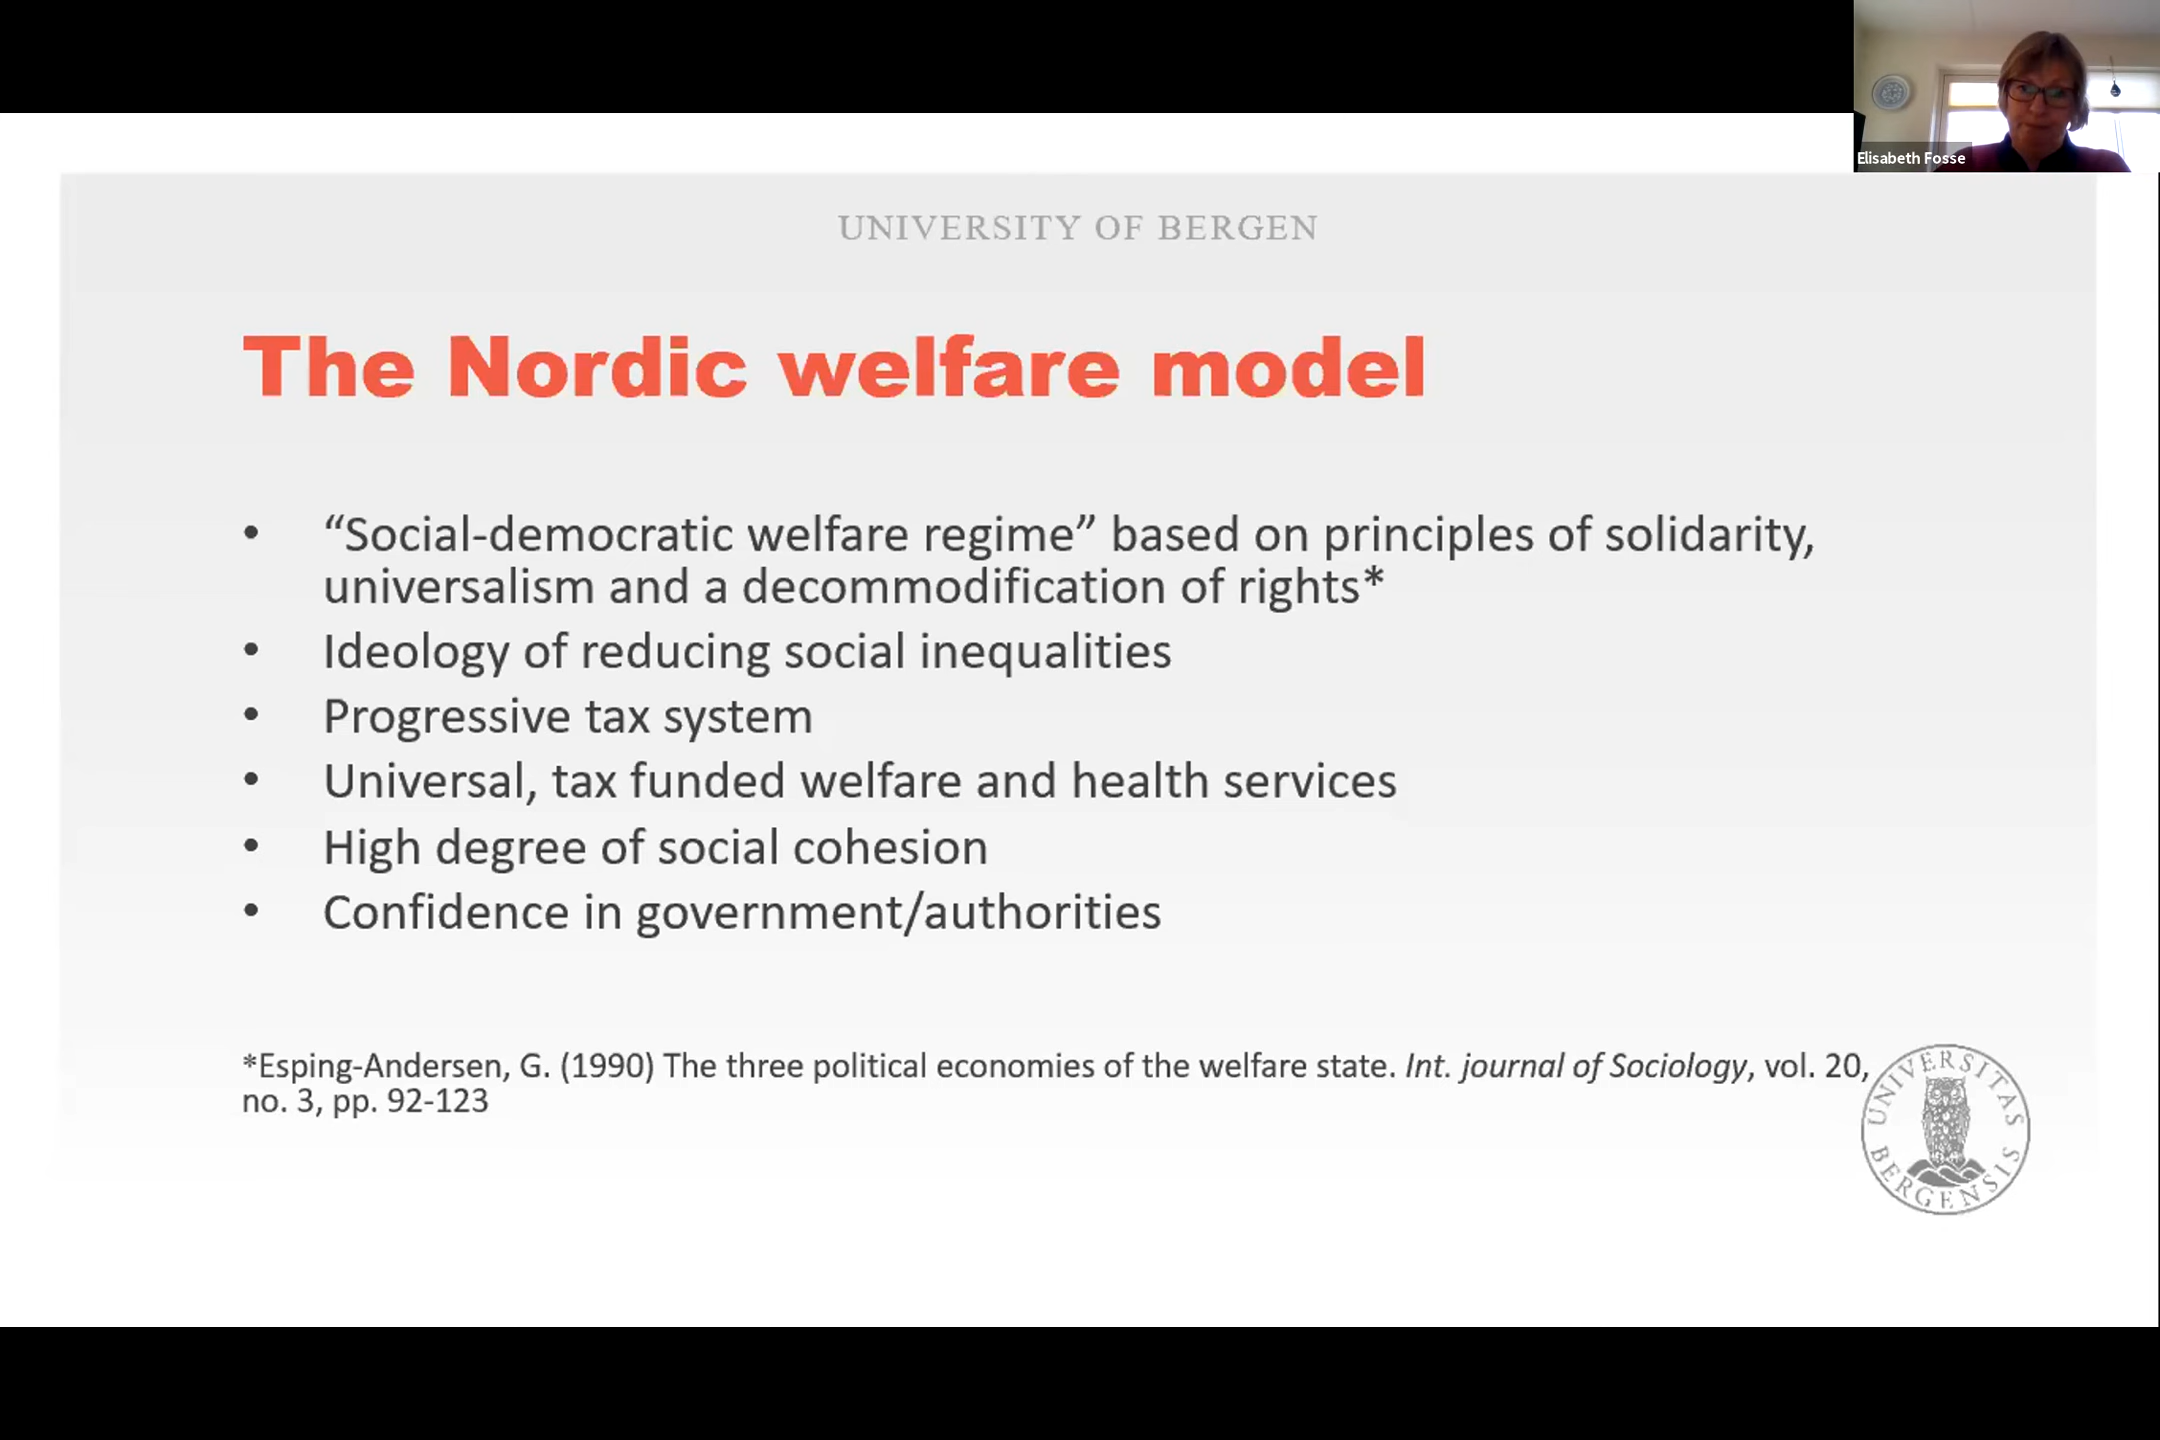 Elisabeth Fosse
UNIVERSITY OF BERGEN
The Nordic welfare model
• “Social-democratic welfare regime” based on principles of solidarity,
universalism and a decommodification of rights*
• Ideology of reducing social inequalities
• Progressive tax system
• Universal, tax funded welfare and health services
• High degree of social cohesion
• Confidence in government/authorities
*Esping-Andersen, G. (1990) The three political economies of the welfare state. Int. journal of Sociology, vol. 20,
no. 3, pp. 92-123
UNIVERSITAS
BERGENSIS